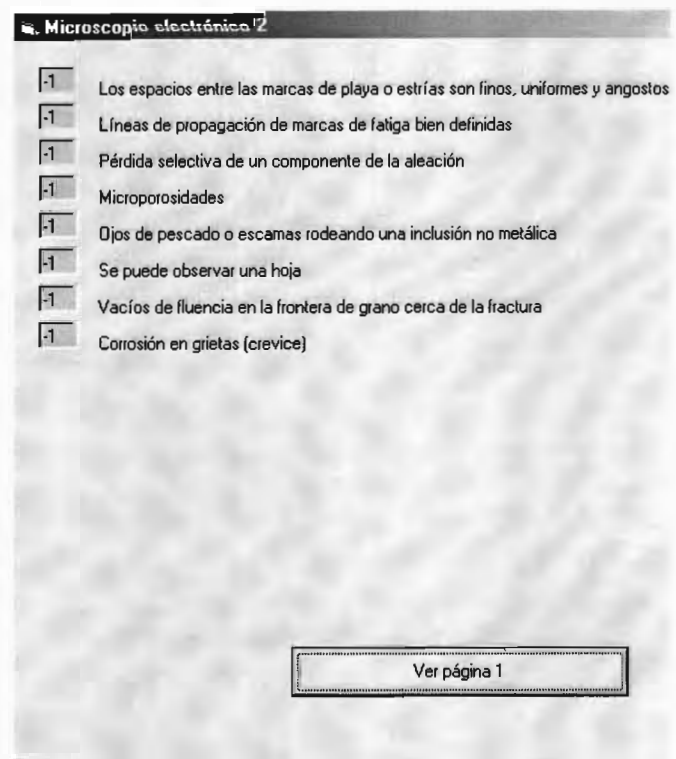 Microscopio electrónico 2
-1 Los espacios entre las marcas de playa o estrías son finos, uniformes y angostos
-1 Líneas de propagación de marcas de fatiga bien definidas
-1 Pérdida selectiva de un componente de la aleación
-1 Microporosidades
-1 Ojos de pescado o escamas rodeando una inclusión no metálica
-1 Se puede observar una hoja
-1 Vacíos de fluencia en la frontera de grano cerca de la fractura
-1 Corrosión en grietas (crevice)
Ver página 1